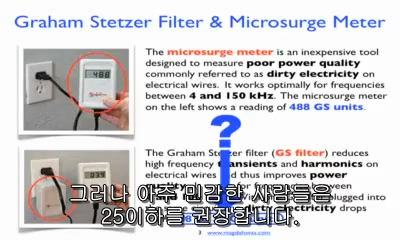 Graham Stetzer Filter & Microsurge Meter
The microsurge meter is an inexpensive tool
designed to measure poor power quality
commonly referred to as dirty electricity on
electrical wires. It works optimally for frequencies
between 4 and 150 kHz. The microsurge meter
on the left shows a reading of 488 GS units.
488
?
The Graham Stetzer filter (GS filter) reduces
high frequency transients and harmonics on
electrical wires and thus improves power
그러나 아주 민감한 사람들은
25이하를 권장합니다.
039
plugged into
electricity drops
3 www.magdahavas.com